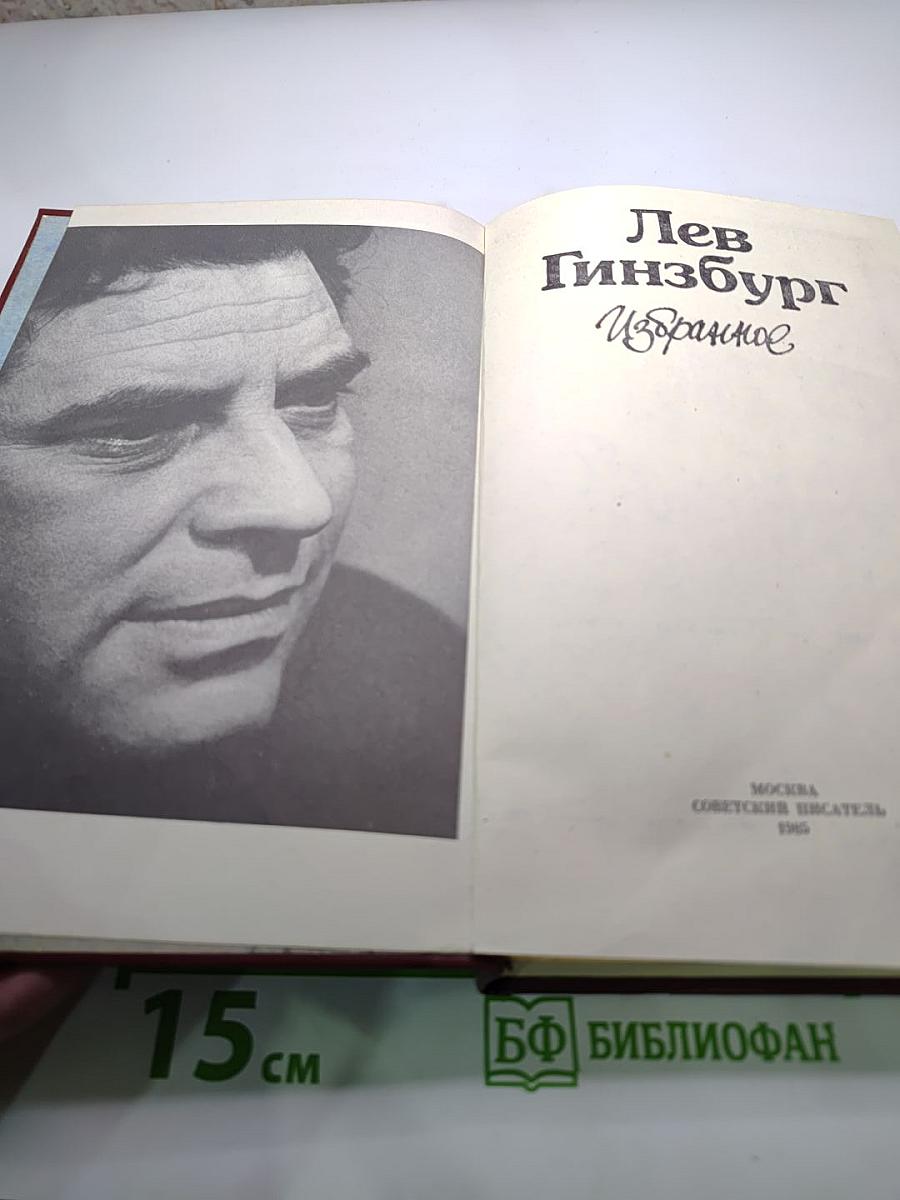 Лев
Гинзбург
Избранное
МОСКВА
СОВЕТСКИЙ ПИСАТЕЛЬ
1985
15 см
БФ БИБЛИОФАН